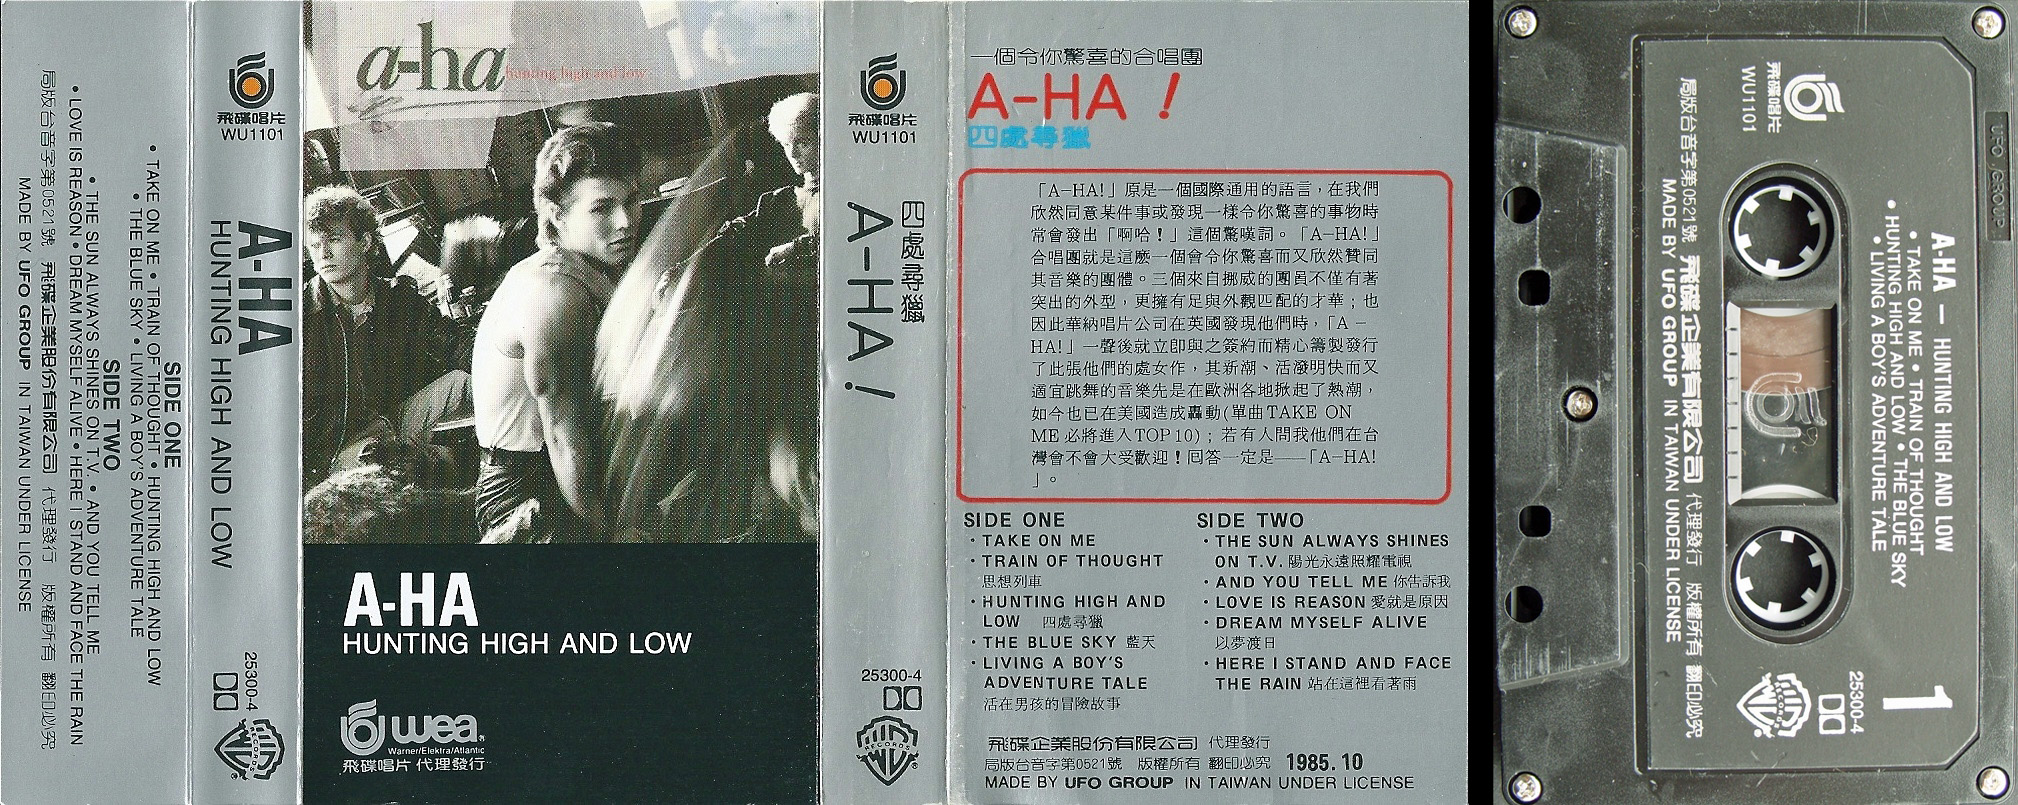 SIDE ONE
• TAKE ON ME • TRAIN OF THOUGHT • HUNTING HIGH AND LOW
• THE BLUE SKY • LIVING A BOY'S ADVENTURE TALE
SIDE TWO
• THE SUN ALWAYS SHINES ON T.V. • AND YOU TELL ME
• LOVE IS REASON • DREAM MYSELF ALIVE • HERE I STAND AND FACE THE RAIN
局版台音字第0521號 飛碟企業股份有限公司 代理發行 版權所有 翻印必究
MADE BY UFO GROUP IN TAIWAN UNDER LICENSE
飛碟唱片
WU1101
A-HA
HUNTING HIGH AND LOW
25300-4
WB
RECORDS
a-ha
hunting high and low
A-HA
HUNTING HIGH AND LOW
wea
Warner/Elektra/Atlantic
飛碟唱片 代理發行
飛碟唱片
WU1101
四處尋獵
A-HA!
25300-4
WB
RECORDS
一個令你驚喜的合唱團
A-HA!
四處尋獵
「A-HA!」原是一個國際通用的語言，在我們
欣然同意某件事或發現一樣令你驚喜的事物時
常會發出「啊哈！」這個驚嘆詞。「A-HA!」
合唱團就是這麼一個會令你驚喜而又欣然贊同
其音樂的團體。三個來自挪威的團員不僅有著
突出的外型，更擁有足與外觀匹配的才華；也
因此華納唱片公司在英國發現他們時，「A-
HA!」一聲後就立即與之簽約而精心籌製發行
了此張他們的處女作，其新潮、活潑明快而又
適宜跳舞的音樂先是在歐洲各地掀起了熱潮，
如今也已在美國造成轟動(單曲TAKE ON
ME 必將進入TOP 10)；若有人問我他們在台
灣會不會大受歡迎！回答一定是——「A-HA!
」。
SIDE ONE
· TAKE ON ME
· TRAIN OF THOUGHT
思想列車
· HUNTING HIGH AND
LOW 四處尋獵
· THE BLUE SKY 藍天
· LIVING A BOY'S
ADVENTURE TALE
活在男孩的冒險故事
SIDE TWO
· THE SUN ALWAYS SHINES
ON T.V. 陽光永遠照耀電視
· AND YOU TELL ME 你告訴我
· LOVE IS REASON 愛就是原因
· DREAM MYSELF ALIVE
以夢渡日
· HERE I STAND AND FACE
THE RAIN 站在這裡看著雨
飛碟企業股份有限公司 代理發行
局版台音字第0521號 版權所有 翻印必究 1985.10
MADE BY UFO GROUP IN TAIWAN UNDER LICENSE
UFO GROUP
A-HA — HUNTING HIGH AND LOW
• TAKE ON ME • TRAIN OF THOUGHT
• HUNTING HIGH AND LOW • THE BLUE SKY
• LIVING A BOY'S ADVENTURE TALE
1
飛碟唱片
WU1101
25300-4
WB
RECORDS
局版台音字第0521號 飛碟企業有限公司 代理發行 版權所有 翻印必究
MADE BY UFO GROUP IN TAIWAN UNDER LICENSE